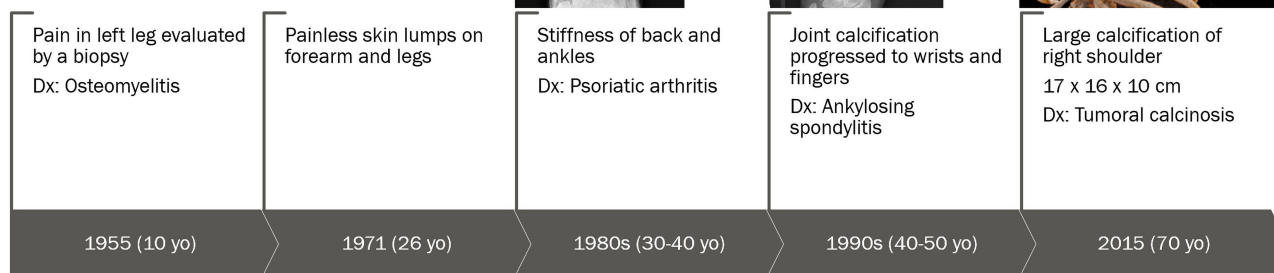 Pain in left leg evaluated
by a biopsy
Dx: Osteomyelitis
Painless skin lumps on
forearm and legs
Stiffness of back and
ankles
Dx: Psoriatic arthritis
Joint calcification
progressed to wrists and
fingers
Dx: Ankylosing
spondylitis
Large calcification of
right shoulder
17 x 16 x 10 cm
Dx: Tumoral calcinosis
1955 (10 yo)
1971 (26 yo)
1980s (30-40 yo)
1990s (40-50 yo)
2015 (70 yo)